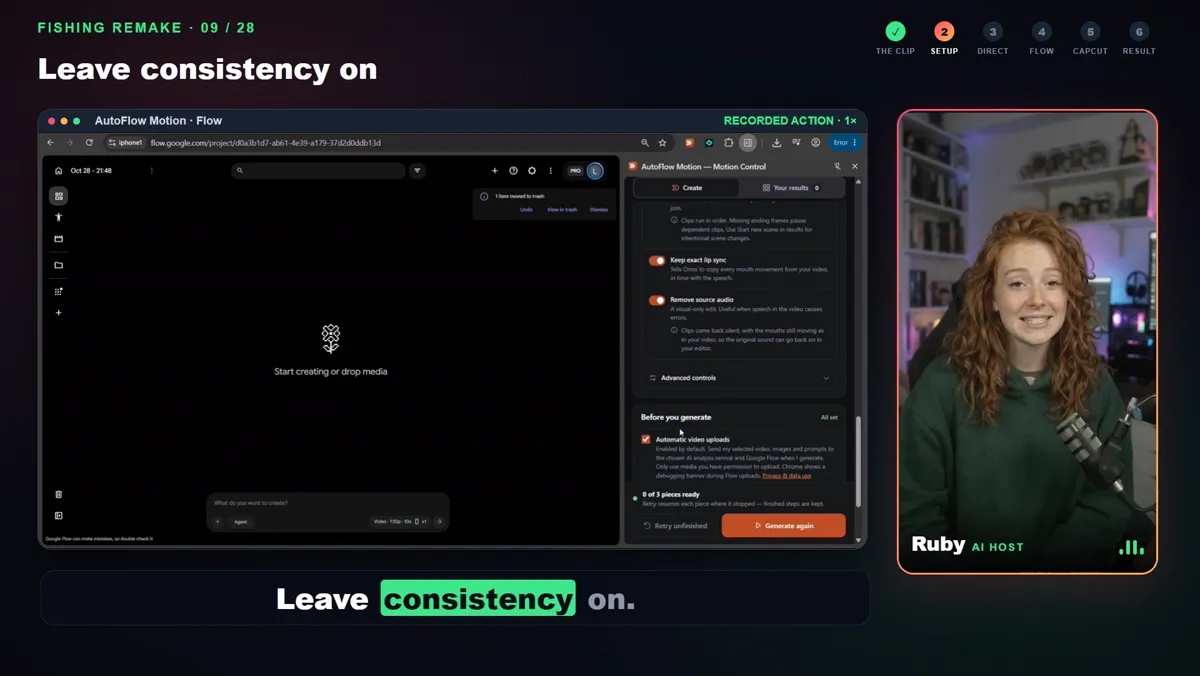 FISHING REMAKE · 09 / 28
Leave consistency on
✓ 2 3 4 5 6
THE CLIP SETUP DIRECT FLOW CAPCUT RESULT
AutoFlow Motion · Flow
RECORDED ACTION · 1×
iphone1
flow.google.com/project/d0a3b1d7-ab61-4e39-a179-37d2d0ddb13d
Error
Oct 28 - 21:48
PRO
L
1 item moved to trash
Undo View in trash Dismiss
Start creating or drop media
What do you want to create?
Agent
Video · 720p · 10s x1
Google Flow can make mistakes, so double check it
AutoFlow Motion — Motion Control
Create
Your results 0
join.
Clips run in order. Missing ending frames pause
dependent clips. Use Start new scene in results for
intentional scene changes.
Keep exact lip sync
Tells Omni to copy every mouth movement from your video,
in time with the speech.
Remove source audio
A visual-only edit. Useful when speech in the video causes
errors.
Clips come back silent, with the mouths still moving as
in your video, so the original sound can go back on in
your editor.
Advanced controls
Before you generate
All set
Automatic video uploads
Enabled by default. Send my selected video, images and prompts to
the chosen AI analysis service and Google Flow when I generate.
Only use media you have permission to upload. Chrome shows a
debugging banner during Flow uploads. Privacy & data use
0 of 3 pieces ready
Retry resumes each piece where it stopped — finished steps are kept.
Retry unfinished
Generate again
Ruby AI HOST
Leave consistency on.